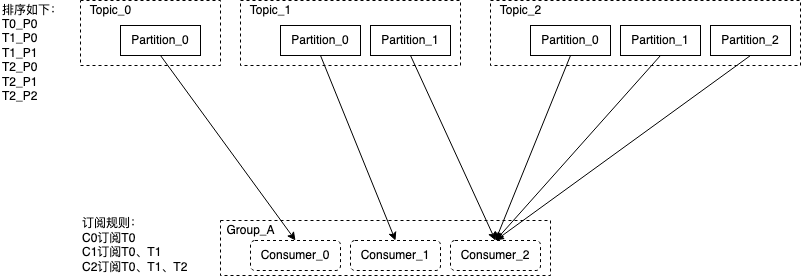 排序如下：
T0_P0
T1_P0
T1_P1
T2_P0
T2_P1
T2_P2
Topic_0
Partition_0
Topic_1
Partition_0
Partition_1
Topic_2
Partition_0
Partition_1
Partition_2
订阅规则：
C0订阅T0
C1订阅T0、T1
C2订阅T0、T1、T2
Group_A
Consumer_0
Consumer_1
Consumer_2